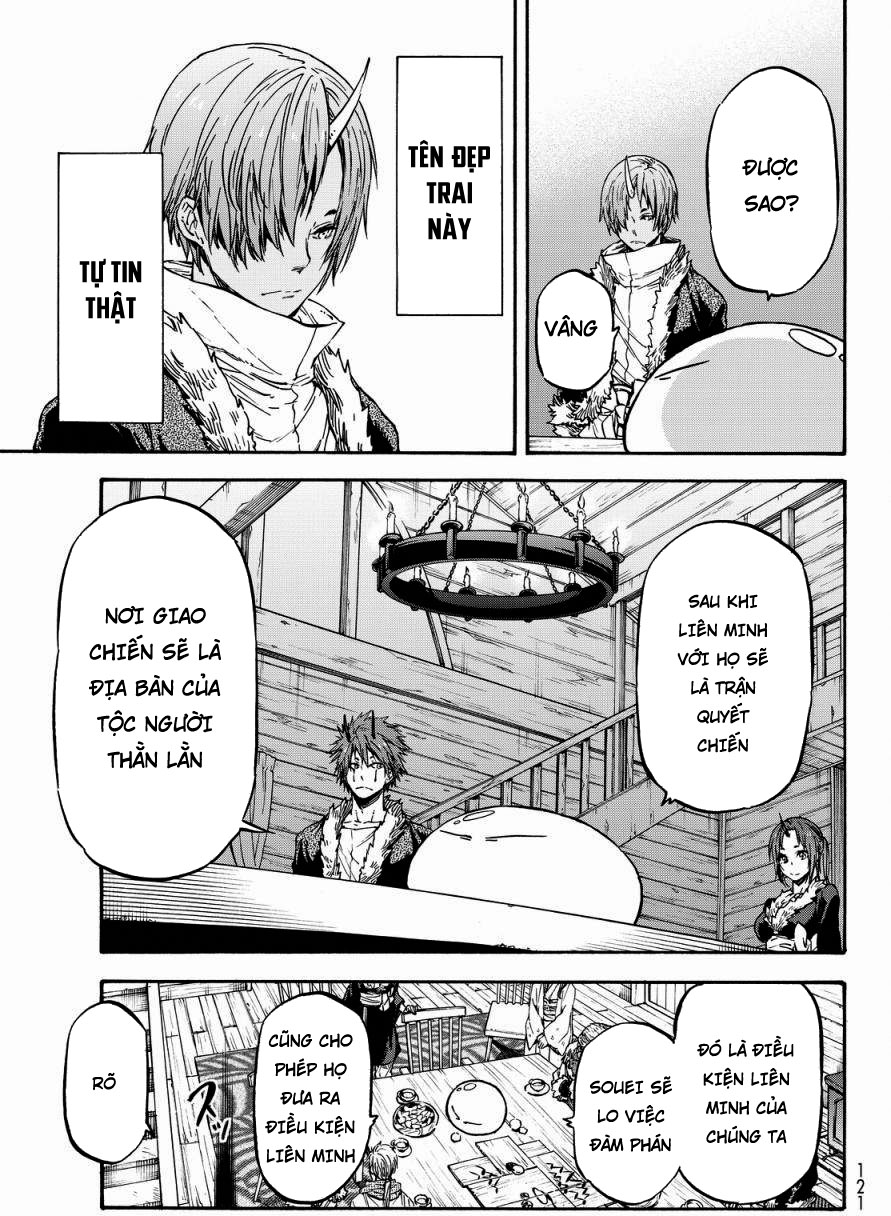 ĐƯỢC
SAO?
VÂNG
TÊN ĐẸP
TRAI
NÀY
TỰ TIN
THẬT
SAU KHI
LIÊN MINH
VỚI HỌ SẼ
LÀ TRẬN
QUYẾT
CHIẾN
NƠI GIAO
CHIẾN SẼ LÀ
ĐỊA BÀN CỦA
TỘC NGƯỜI
THẰN LẰN
ĐÓ LÀ ĐIỀU
KIỆN LIÊN
MINH CỦA
CHÚNG TA
SOUEI SẼ
LO VIỆC
ĐÀM PHÁN
CŨNG CHO
PHÉP HỌ
ĐƯA RA
ĐIỀU KIỆN
LIÊN MINH
RÕ
スッ
121